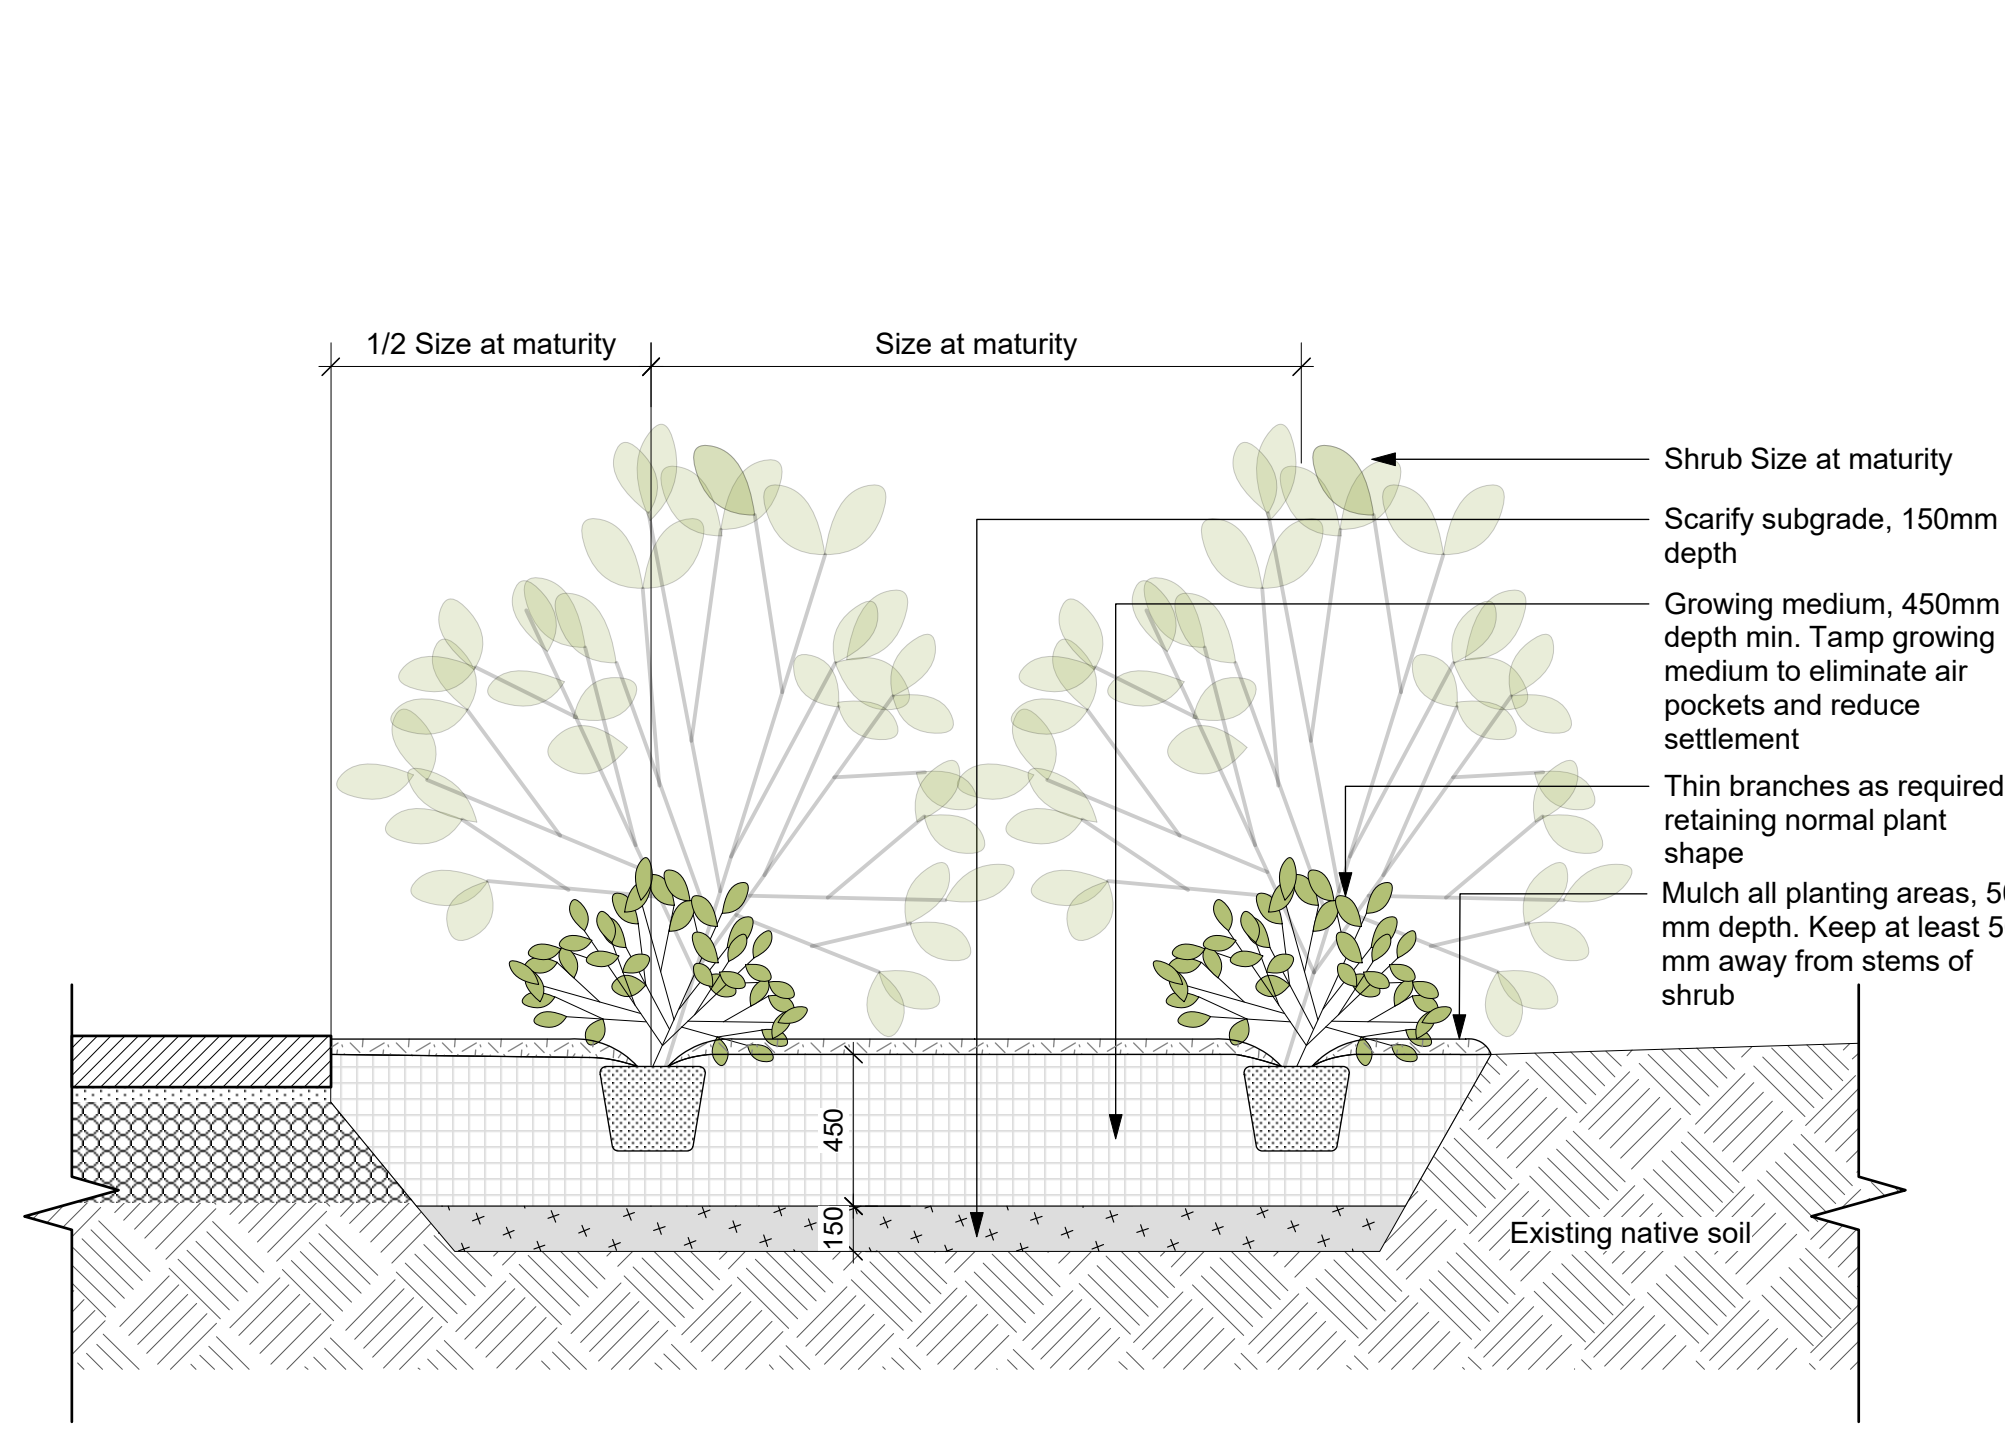 1/2 Size at maturity
Size at maturity
Shrub Size at maturity
Scarify subgrade, 150mm
depth
Growing medium, 450mm
depth min. Tamp growing
medium to eliminate air
pockets and reduce
settlement
Thin branches as required
retaining normal plant
shape
Mulch all planting areas,
mm depth. Keep at least
mm away from stems of
shrub
450
150
Existing native soil